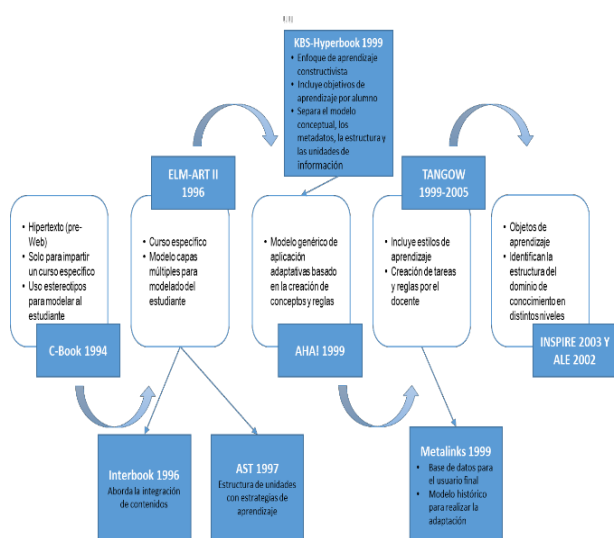 KBS-Hyperbook 1999
Enfoque de aprendizaje
constructivista
Incluye objetivos de
aprendizaje por alumno
Separa el modelo
conceptual, los
metadatos, la estructura y
las unidades de
información
ELM-ART II
1996
TANGOW
1999-2005
Hipertexto (pre-
Web)
Solo para impartir
un curso específico
Uso estereotipos
para modelar al
estudiante
C-Book 1994
Curso específico
Modelo capas
múltiples para
modelado del
estudiante
Modelo genérico de
aplicación
adaptativas basado
en la creación de
conceptos y reglas
AHA! 1999
Incluye estilos de
aprendizaje
Creación de tareas
y reglas por el
docente
Objetos de
aprendizaje
Identifican la
estructura del
dominio de
conocimiento en
distintos niveles
INSPIRE 2003 Y
ALE 2002
Interbook 1996
Aborda la integración
de contenidos
AST 1997
Estructura de unidades
con estrategias de
aprendizaje
Metalinks 1999
Base de datos para
el usuario final
Modelo histórico
para realizar la
adaptación